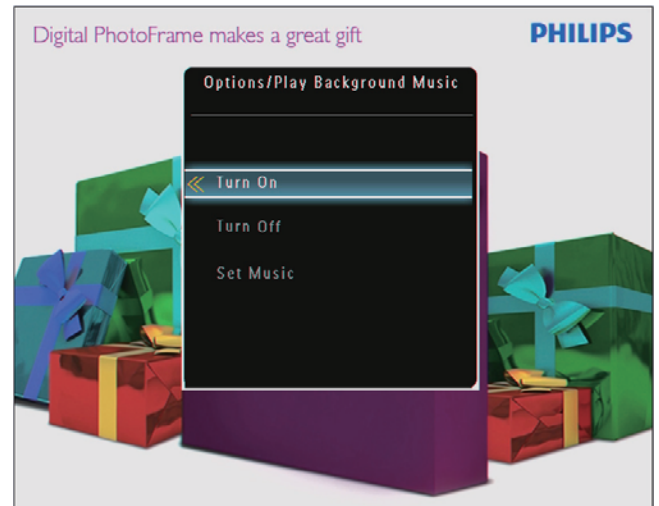 Digital PhotoFrame makes a great gift
PHILIPS
Options/Play Background Music
Turn On
Turn Off
Set Music